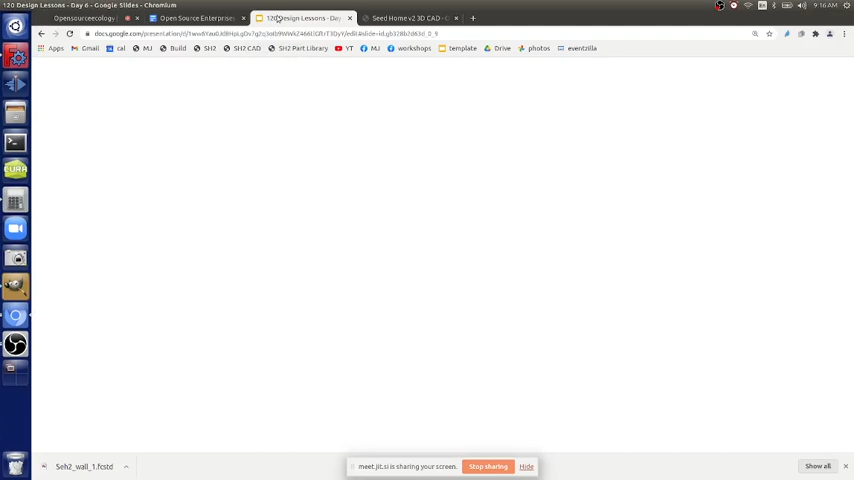 120 Design Lessons - Day 6 - Google Slides - Chromium
9:16 AM
Opensourceecology | Open Source Enterprises 120 Design Lessons - Day Seed Home v2 3D CAD - O
Apps Gmail cal MJ Build SH2 SH2 CAD SH2 Part Library YT MJ workshops template Drive photos eventzilla
CURA
Seh2_wall_1.fcstd
meet.jit.si is sharing your screen. Stop sharing Hide
Show all